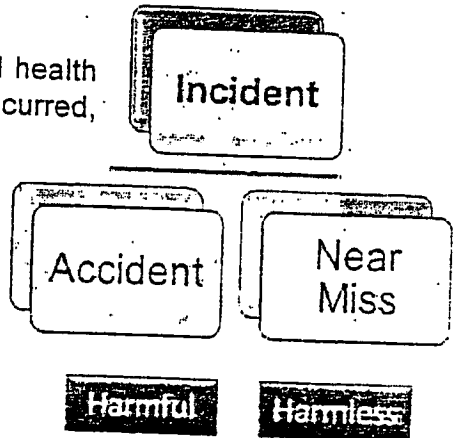 health
curred,
Incident
Accident
Near
Miss
Harmful
Harmless